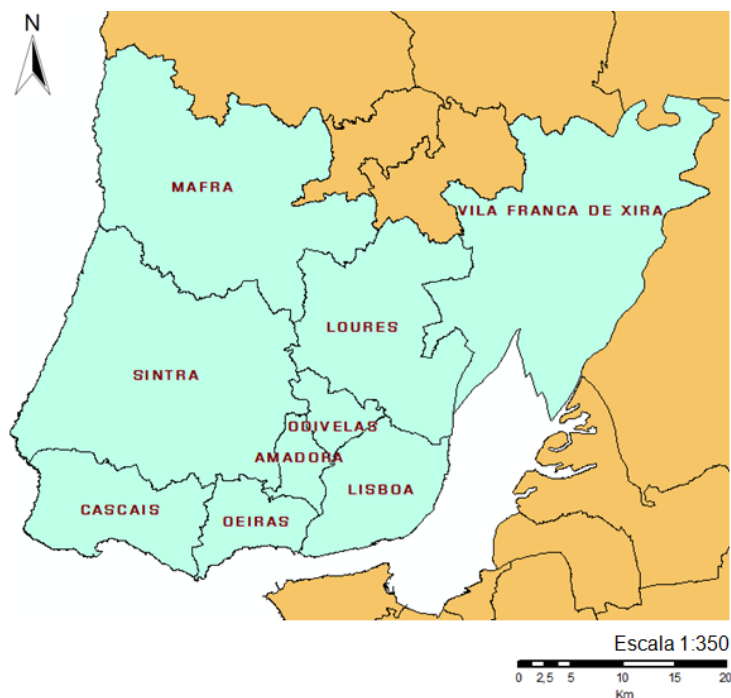 N
MAFRA
VILA FRANCA DE XIRA
LOURES
SINTRA
ODIVELAS
AMADORA
LISBOA
CASCAIS
OEIRAS
Escala 1:350
0 2,5 5 10 15 20
Km